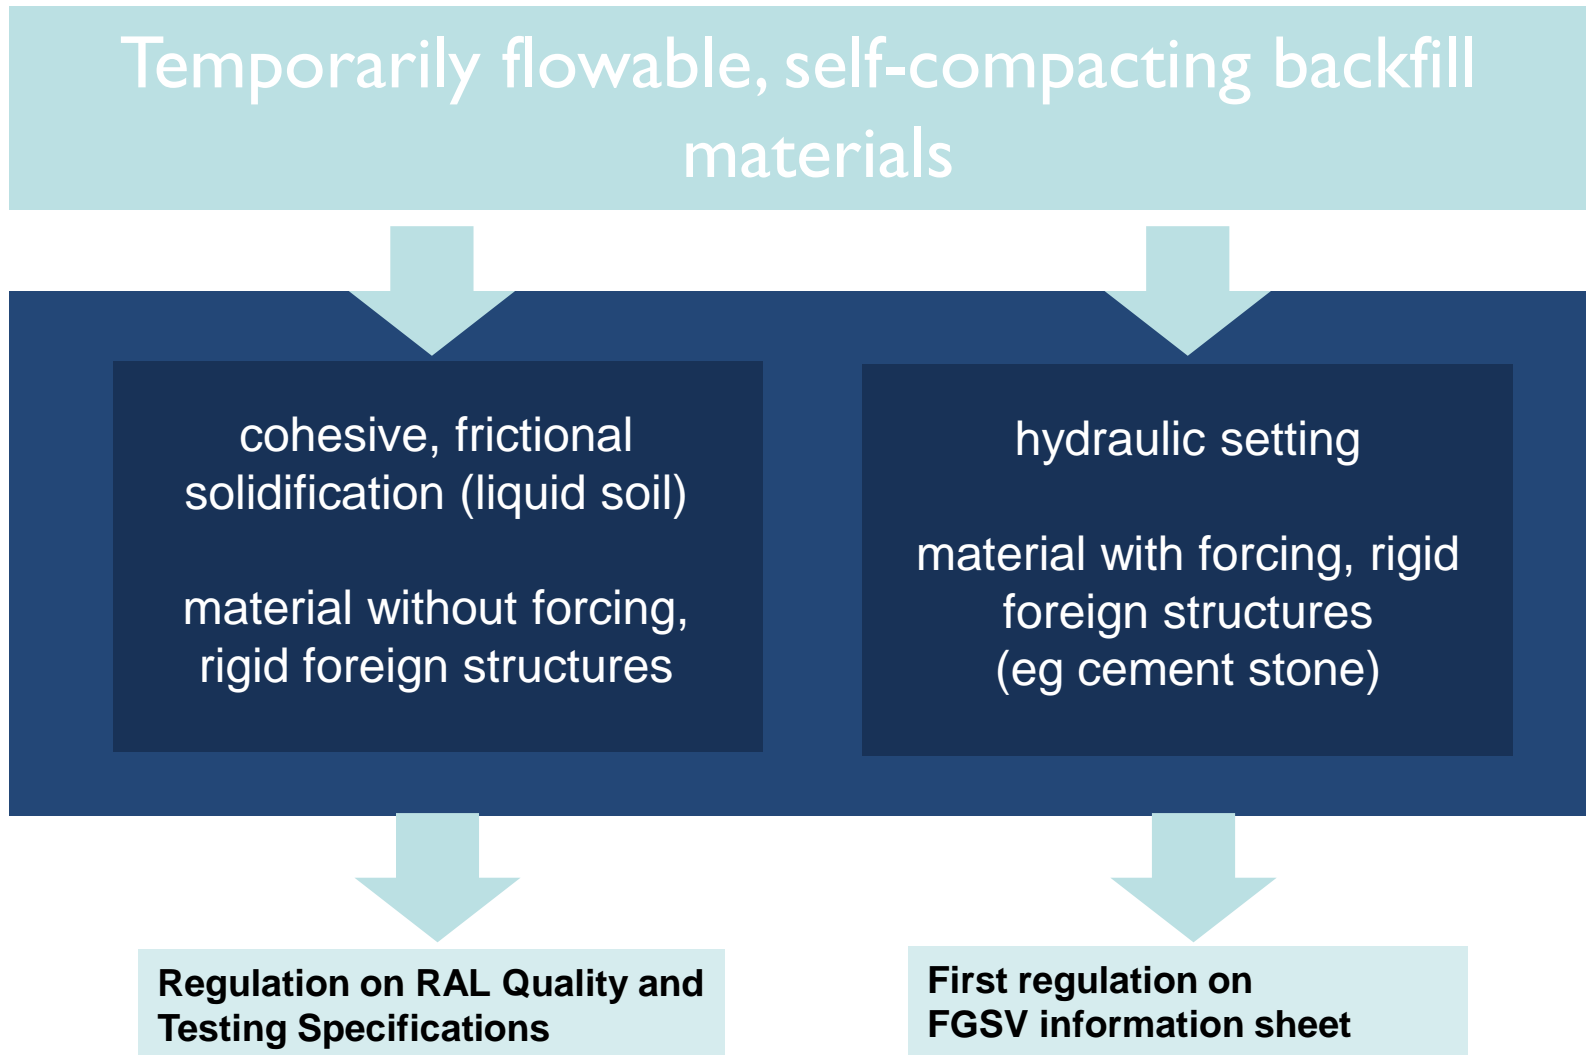 Temporarily flowable, self-compacting backfill
materials
cohesive, frictional
solidification (liquid soil)
material without forcing,
rigid foreign structures
hydraulic setting
material with forcing, rigid
foreign structures
(eg cement stone)
Regulation on RAL Quality and
Testing Specifications
First regulation on
FGSV information sheet